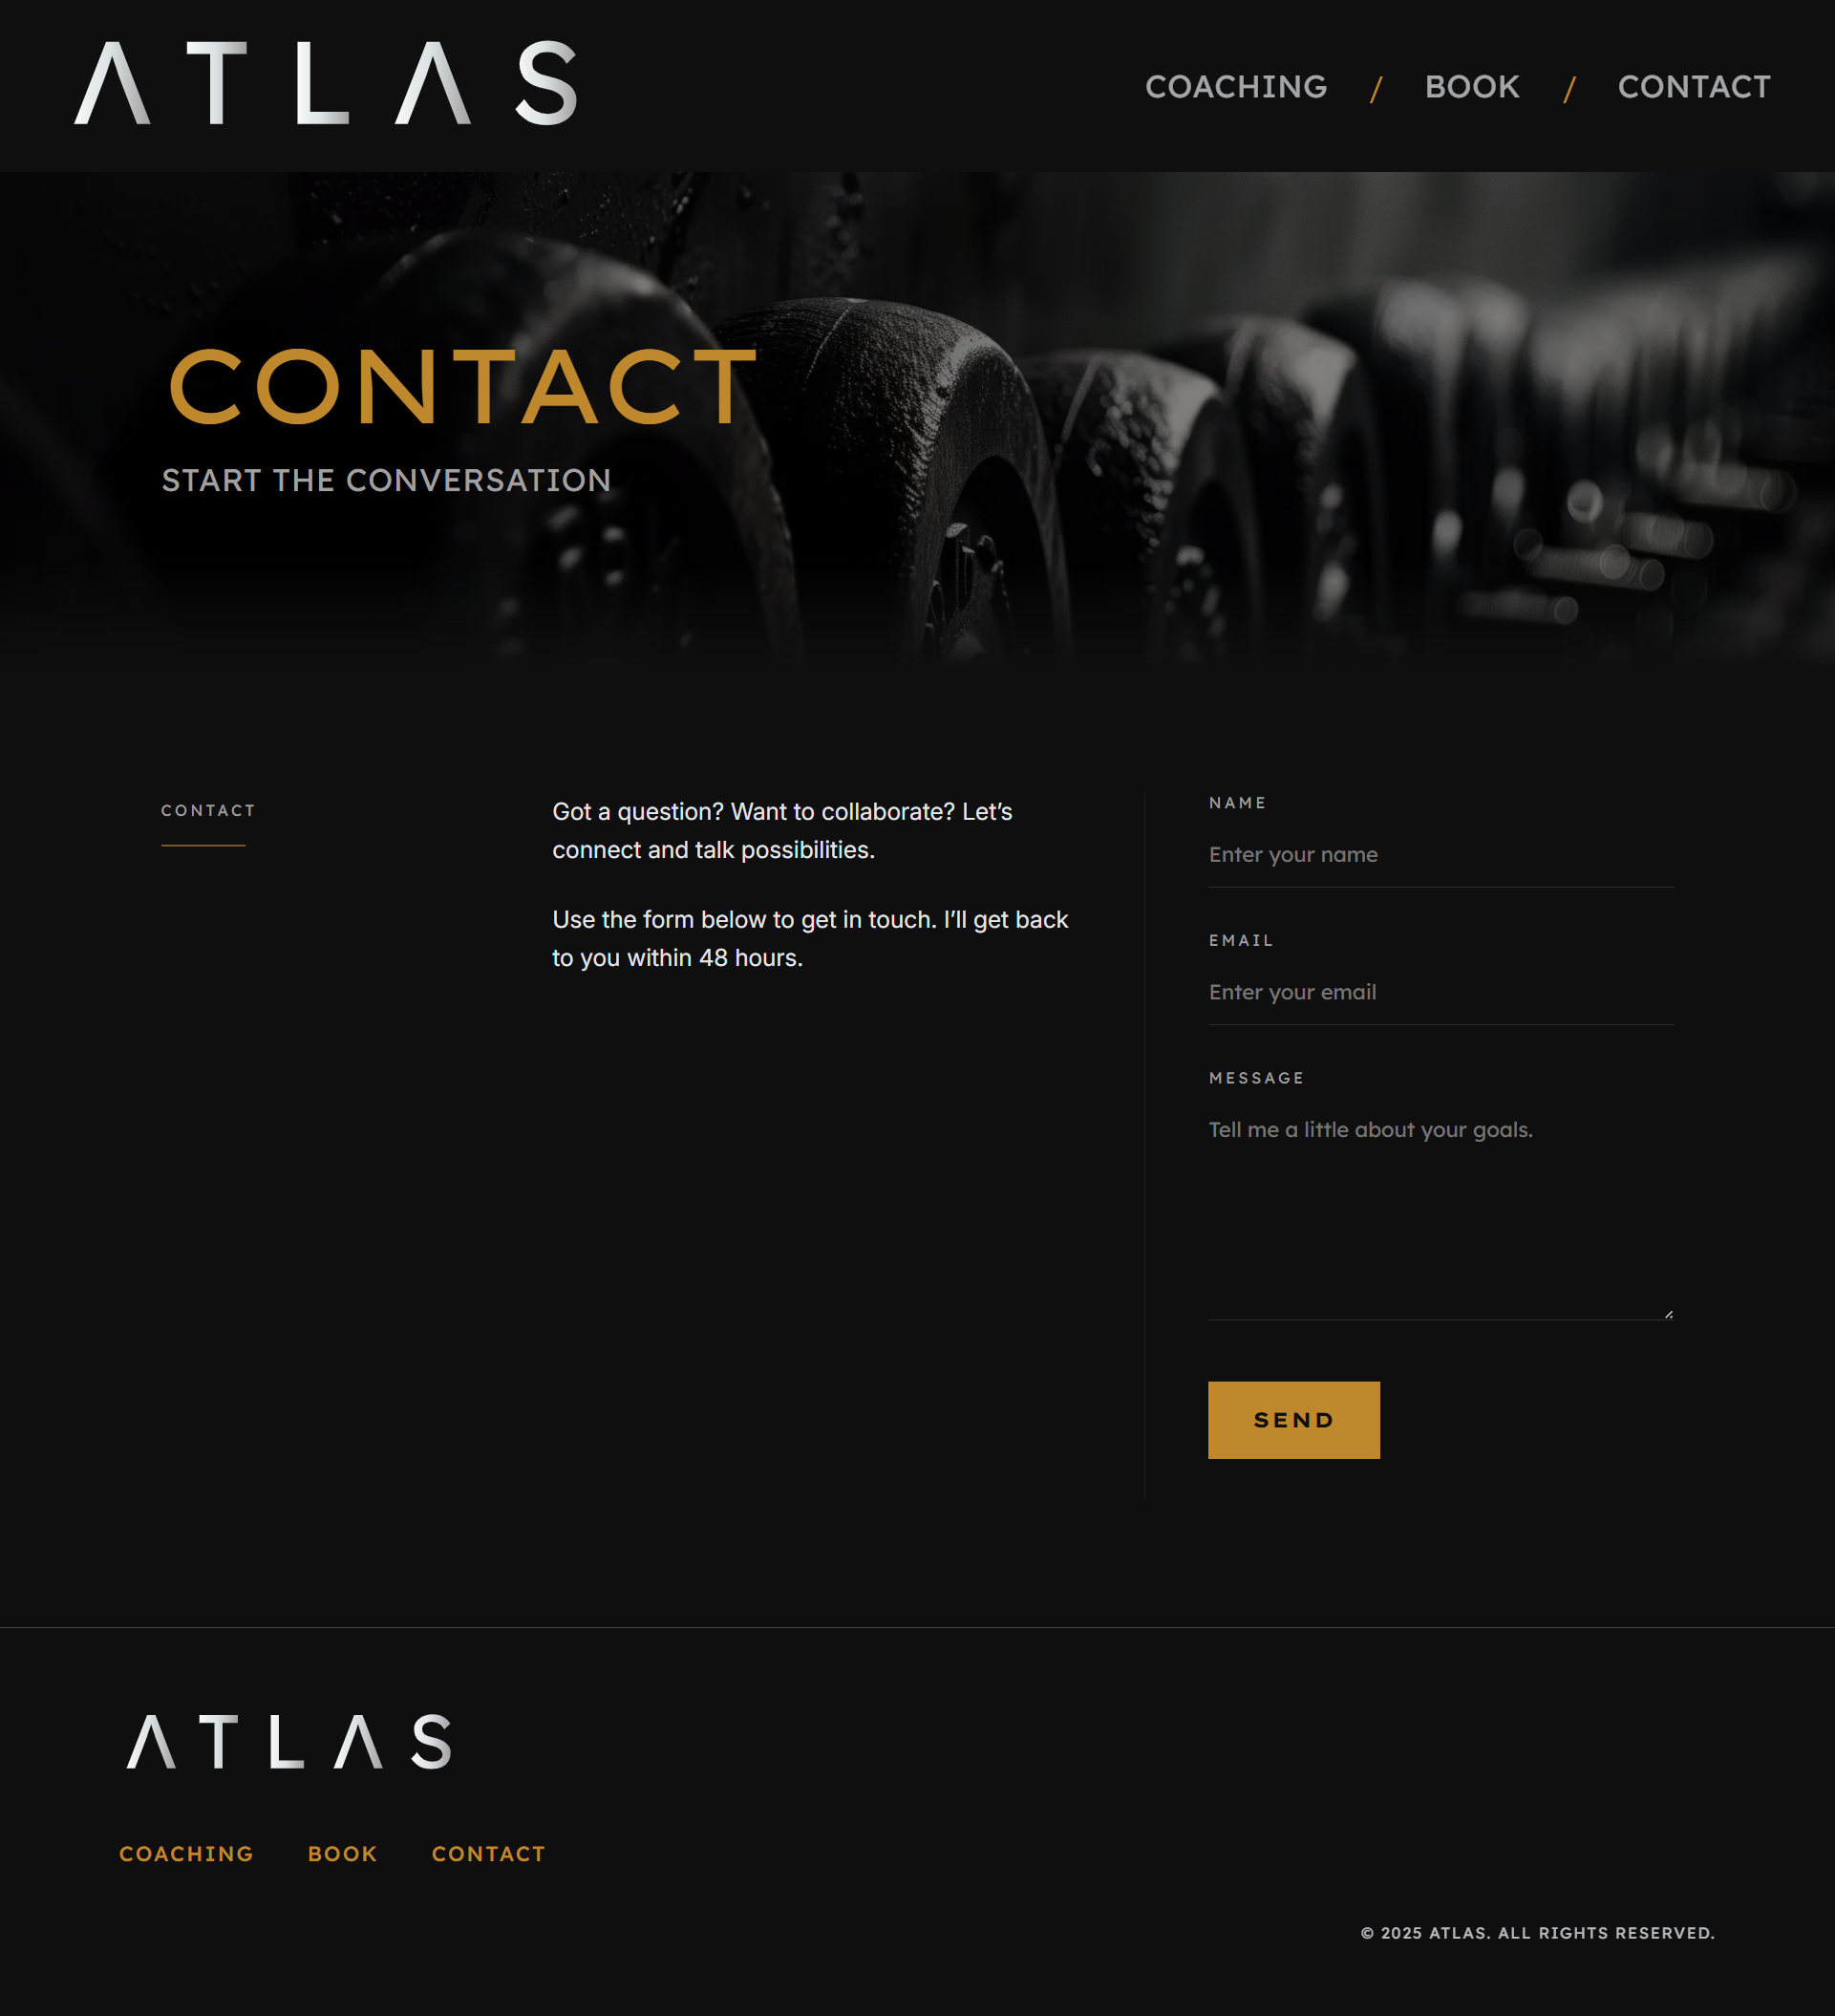 ATLAS
COACHING / BOOK / CONTACT
CONTACT
START THE CONVERSATION
CONTACT
Got a question? Want to collaborate? Let’s
connect and talk possibilities.
Use the form below to get in touch. I’ll get back
to you within 48 hours.
NAME
Enter your name
EMAIL
Enter your email
MESSAGE
Tell me a little about your goals.
SEND
ATLAS
COACHING BOOK CONTACT
© 2025 ATLAS. ALL RIGHTS RESERVED.